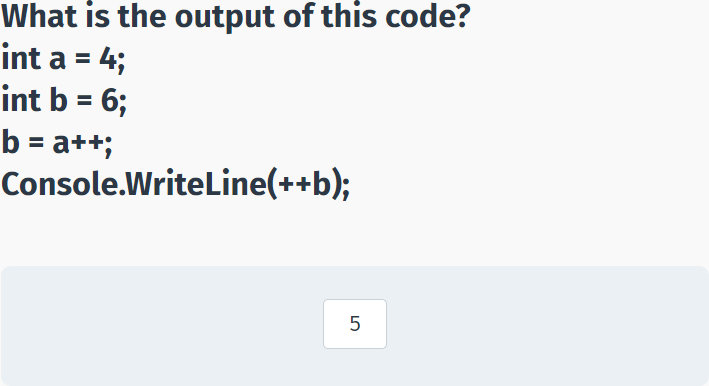 What is the output of this code?
int a = 4;
int b = 6;
b = a++;
Console.WriteLine(++b);
5